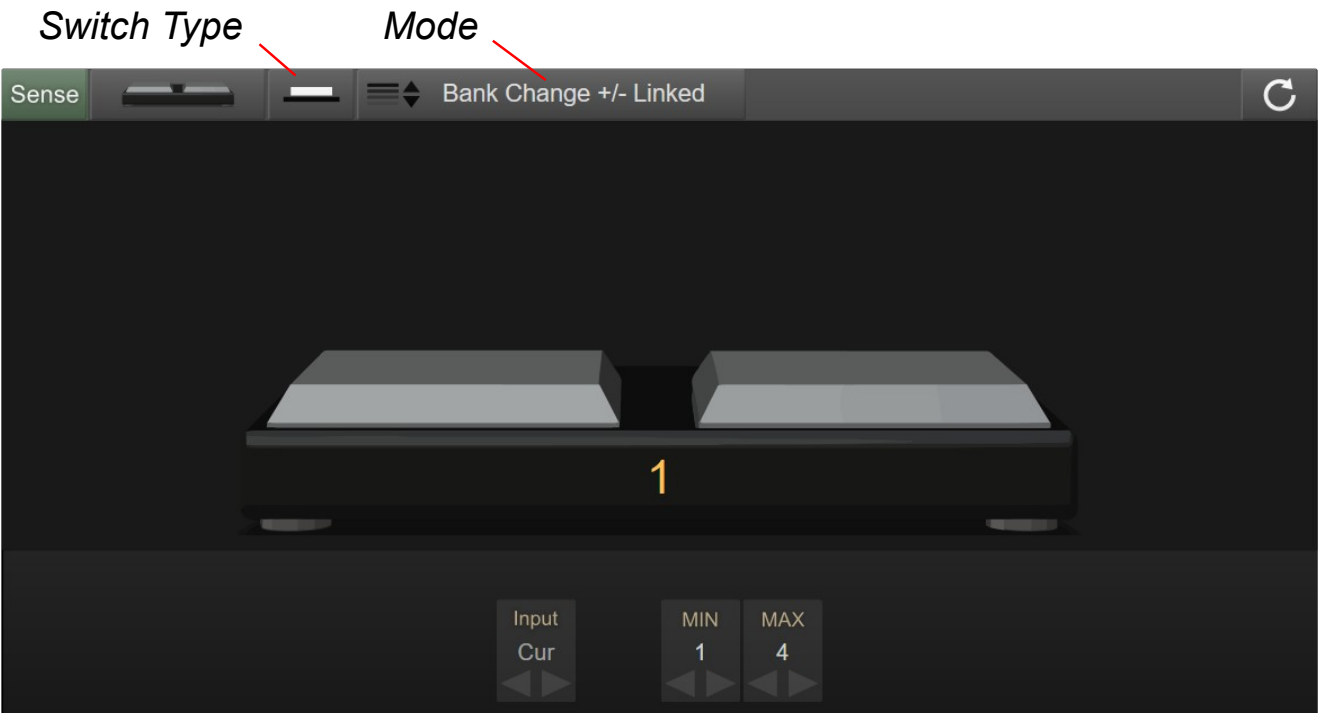 Switch Type Mode
Sense Bank Change +/- Linked
1
Input MIN MAX
Cur 1 4